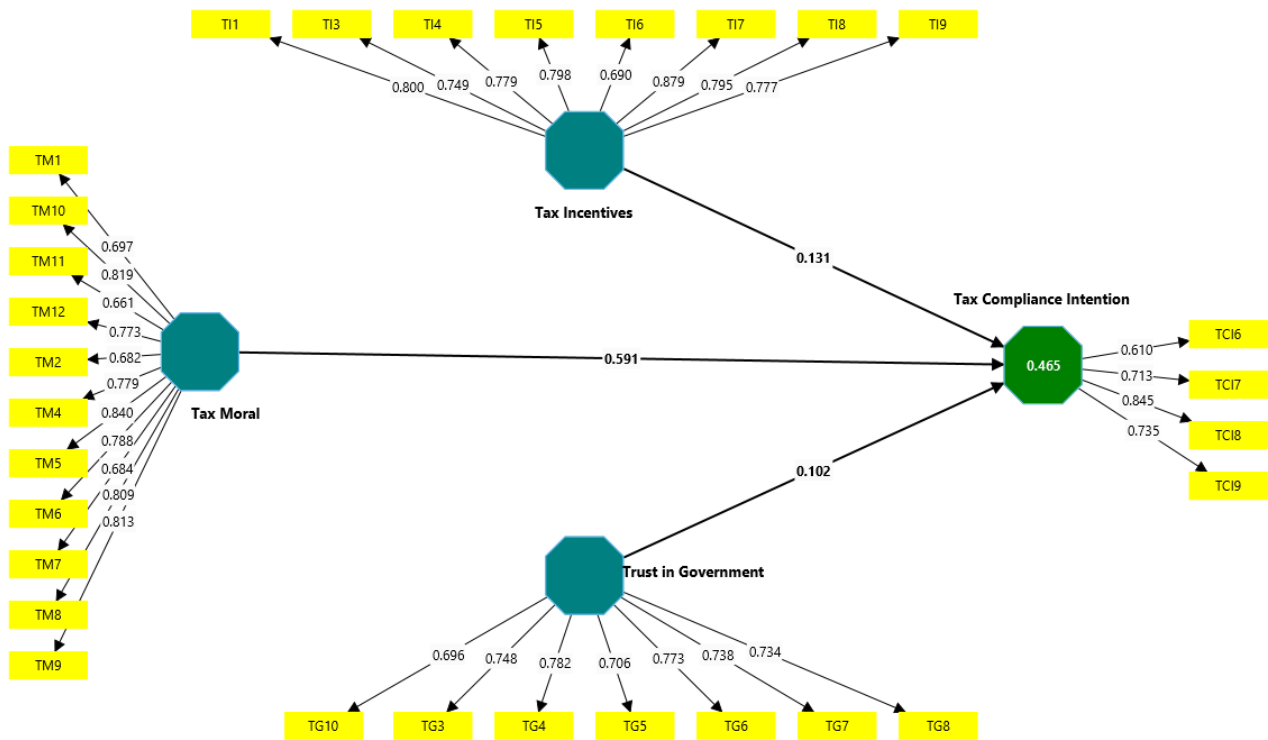 TI1 TI3 TI4 TI5 TI6 TI7 TI8 TI9
0.800 0.749 0.779 0.798 0.690 0.879 0.795 0.777
Tax Incentives
TM1
TM10
TM11
TM12
TM2
TM4
TM5
TM6
TM7
TM8
TM9
0.697
0.819
0.661
0.773
0.682
0.779
0.840
0.788
0.684
0.809
0.813
Tax Moral
0.131
0.591
0.102
Tax Compliance Intention
0.465
0.610
0.713
0.845
0.735
TCI6
TCI7
TCI8
TCI9
Trust in Government
0.696 0.748 0.782 0.706 0.773 0.738 0.734
TG10 TG3 TG4 TG5 TG6 TG7 TG8